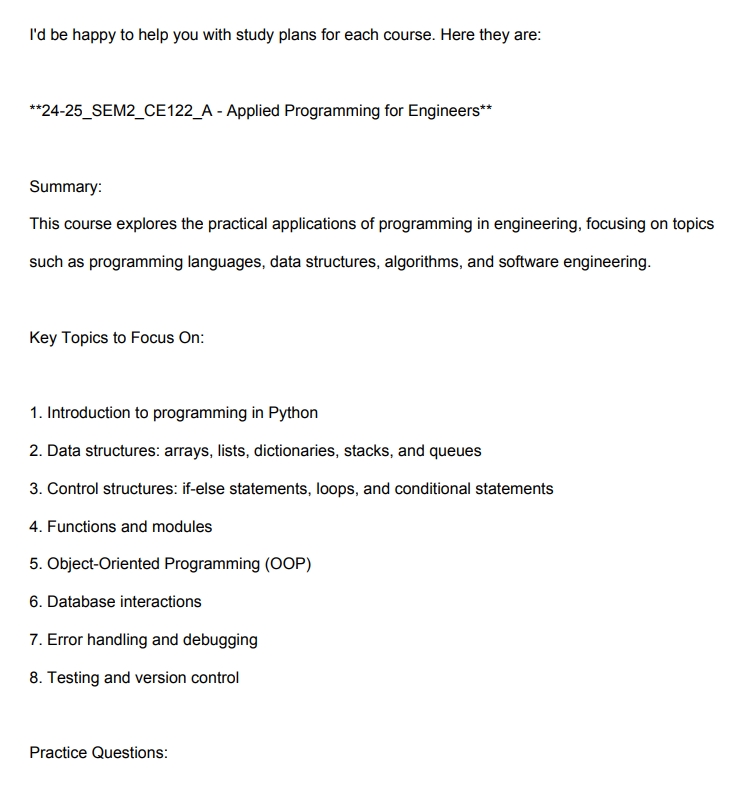 I'd be happy to help you with study plans for each course. Here they are:
**24-25_SEM2_CE122_A - Applied Programming for Engineers**
Summary:
This course explores the practical applications of programming in engineering, focusing on topics
such as programming languages, data structures, algorithms, and software engineering.
Key Topics to Focus On:
1. Introduction to programming in Python
2. Data structures: arrays, lists, dictionaries, stacks, and queues
3. Control structures: if-else statements, loops, and conditional statements
4. Functions and modules
5. Object-Oriented Programming (OOP)
6. Database interactions
7. Error handling and debugging
8. Testing and version control
Practice Questions: